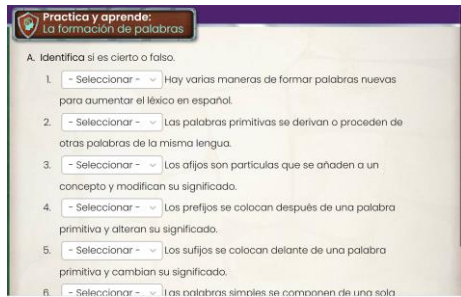 Practica y aprende:
La formación de palabras
A. Identifica si es cierto o falso.
1. - Seleccionar - Hay varias maneras de formar palabras nuevas
para aumentar el léxico en español.
2. - Seleccionar - Las palabras primitivas se derivan o proceden de
otras palabras de la misma lengua.
3. - Seleccionar - Los afijos son partículas que se añaden a un
concepto y modifican su significado.
4. - Seleccionar - Los prefijos se colocan después de una palabra
primitiva y alteran su significado.
5. - Seleccionar - Los sufijos se colocan delante de una palabra
primitiva y cambian su significado.
6. - Seleccionar - Las palabras simples se componen de una sola